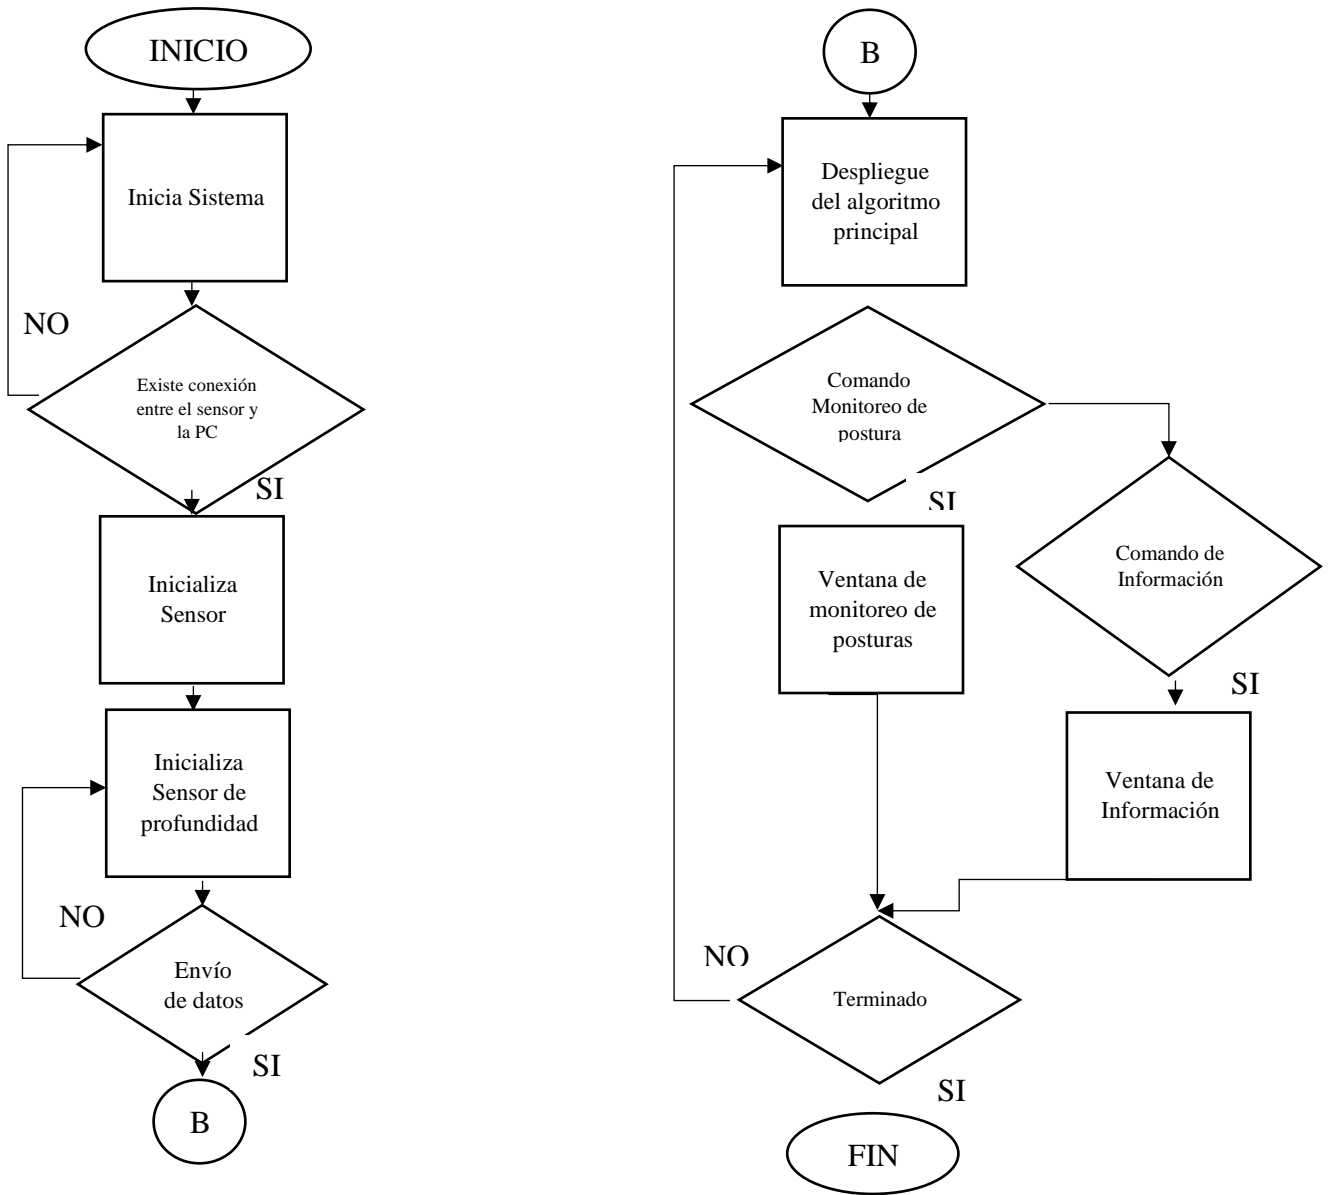 INICIO
Inicia Sistema
NO
Existe conexión
entre el sensor y
la PC
SI
Inicializa
Sensor
Inicializa
Sensor de
profundidad
NO
Envío
de datos
SI
B
B
Despliegue
del algoritmo
principal
Comando
Monitoreo de
postura
SI
Comando de
Información
SI
Ventana de
monitoreo de
posturas
Ventana de
Información
NO
Terminado
SI
FIN